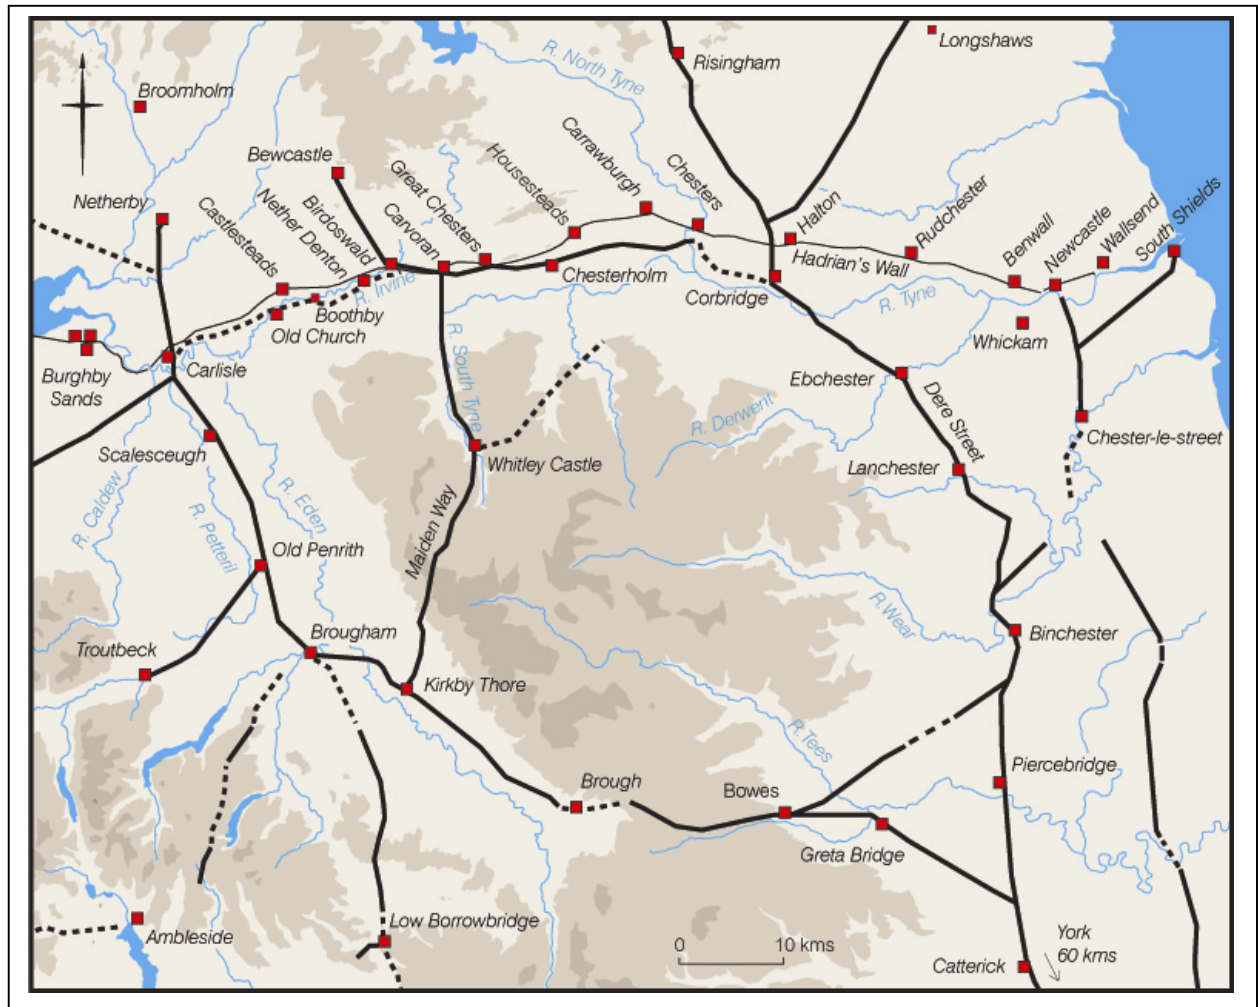 Longshaws
R. North Tyne
Risingham
Broomholm
Carrawburgh
Bewcastle
Housesteads
Chesters
Great Chesters
Netherby
Birdoswald
Nether Denton
Castlesteads
Carvoran
Halton
Rudchester
South Shields
Wallsend
Newcastle
Benwall
Hadrian's Wall
Chesterholm
Corbridge
R. Irvine
R. Tyne
Boothby
Old Church
Whickam
Carlisle
Burghby
Sands
R. South Tyne
Ebchester
Dere Street
R. Derwent
Chester-le-street
Scalesceugh
Whitley Castle
Lanchester
R. Caldew
R. Eden
R. Petteril
Maiden Way
Old Penrith
R.Wear
Brougham
Binchester
Troutbeck
Kirkby Thore
R.Tees
Piercebridge
Brough
Bowes
Greta Bridge
Low Borrowbridge
Ambleside
0 10 kms
York
60 kms
Catterick